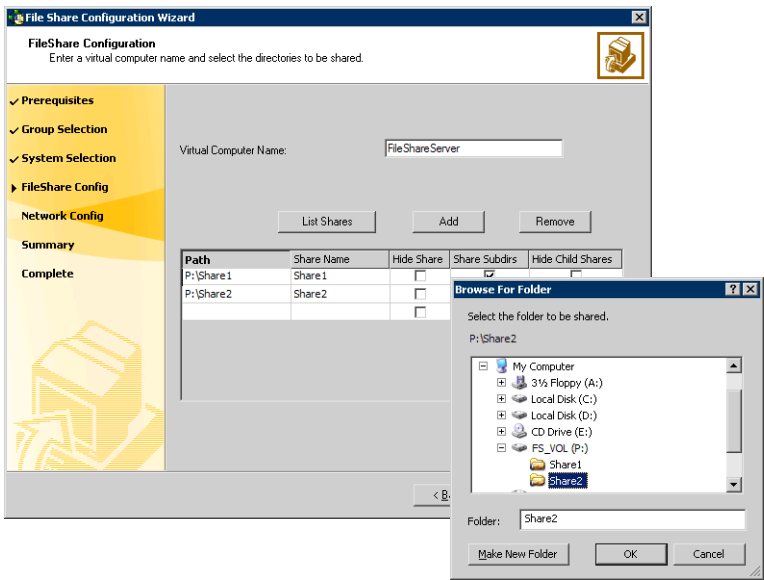 File Share Configuration Wizard
FileShare Configuration
Enter a virtual computer name and select the directories to be shared.
Prerequisites
Group Selection
System Selection
FileShare Config
Network Config
Summary
Complete
Virtual Computer Name: FileShareServer
List Shares Add Remove
Path Share Name Hide Share Share Subdirs Hide Child Shares
P:\Share1 Share1
P:\Share2 Share2
< B
Browse For Folder
Select the folder to be shared.
P:\Share2
My Computer
3½ Floppy (A:)
Local Disk (C:)
Local Disk (D:)
CD Drive (E:)
FS_VOL (P:)
Share1
Share2
Folder: Share2
Make New Folder OK Cancel